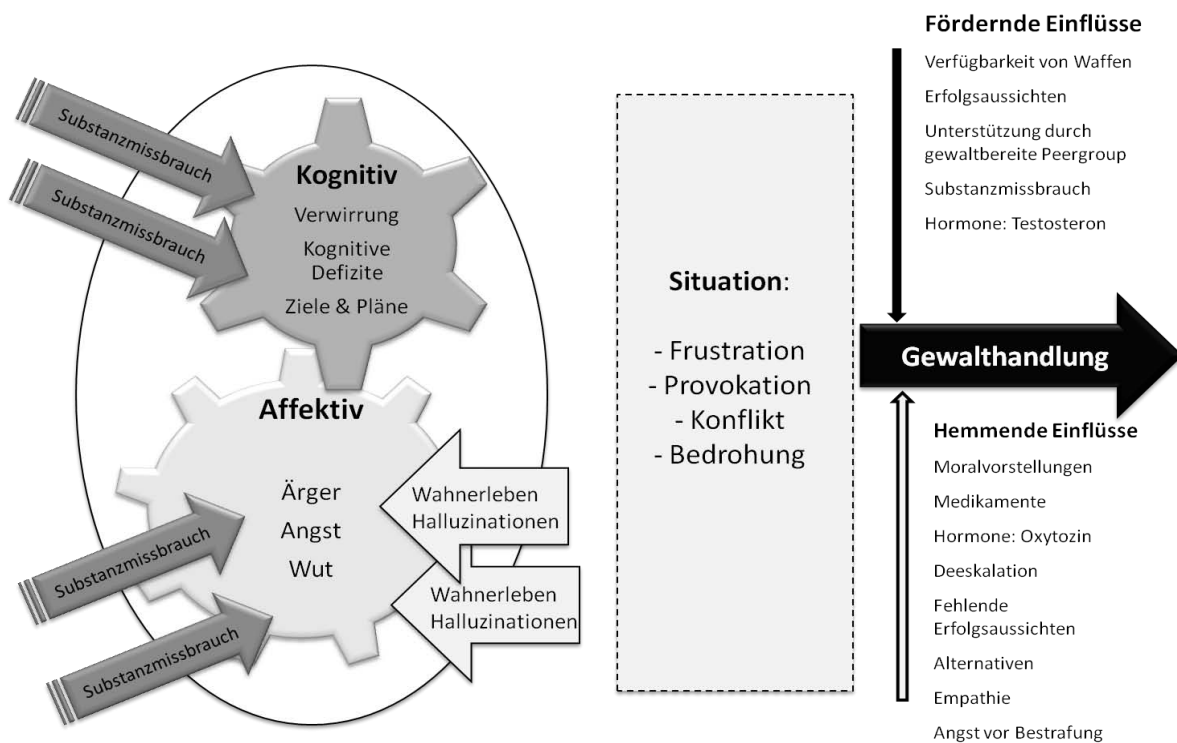 Substanzmissbrauch
Substanzmissbrauch
Kognitiv
Verwirrung
Kognitive
Defizite
Ziele & Pläne
Affektiv
Ärger
Angst
Wut
Substanzmissbrauch
Substanzmissbrauch
Wahnerleben
Halluzinationen
Wahnerleben
Halluzinationen
Situation:
- Frustration
- Provokation
- Konflikt
- Bedrohung
Fördernde Einflüsse
Verfügbarkeit von Waffen
Erfolgsaussichten
Unterstützung durch
gewaltbereite Peergroup
Substanzmissbrauch
Hormone: Testosteron
Gewalthandlung
Hemmende Einflüsse
Moralvorstellungen
Medikamente
Hormone: Oxytozin
Deeskalation
Fehlende
Erfolgsaussichten
Alternativen
Empathie
Angst vor Bestrafung